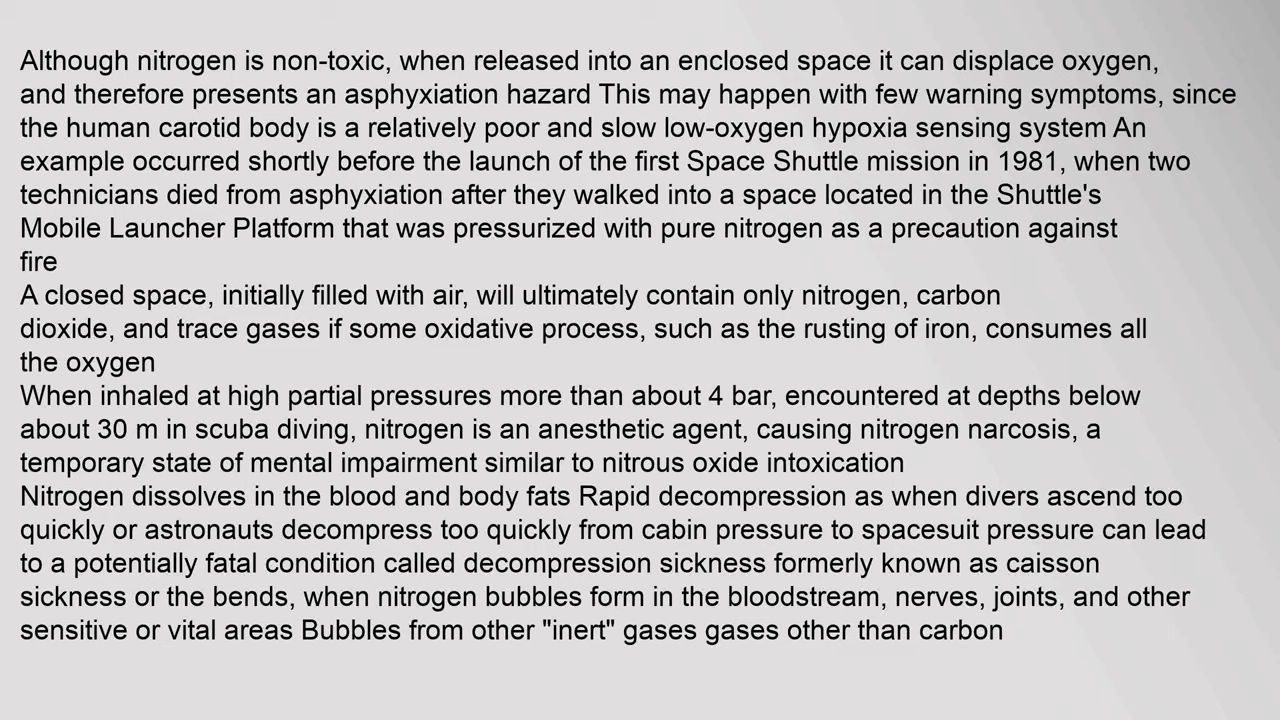 Although nitrogen is non-toxic, when released into an enclosed space it can displace oxygen,
and therefore presents an asphyxiation hazard This may happen with few warning symptoms, since
the human carotid body is a relatively poor and slow low-oxygen hypoxia sensing system An
example occurred shortly before the launch of the first Space Shuttle mission in 1981, when two
technicians died from asphyxiation after they walked into a space located in the Shuttle's
Mobile Launcher Platform that was pressurized with pure nitrogen as a precaution against
fire
A closed space, initially filled with air, will ultimately contain only nitrogen, carbon
dioxide, and trace gases if some oxidative process, such as the rusting of iron, consumes all
the oxygen
When inhaled at high partial pressures more than about 4 bar, encountered at depths below
about 30 m in scuba diving, nitrogen is an anesthetic agent, causing nitrogen narcosis, a
temporary state of mental impairment similar to nitrous oxide intoxication
Nitrogen dissolves in the blood and body fats Rapid decompression as when divers ascend too
quickly or astronauts decompress too quickly from cabin pressure to spacesuit pressure can lead
to a potentially fatal condition called decompression sickness formerly known as caisson
sickness or the bends, when nitrogen bubbles form in the bloodstream, nerves, joints, and other
sensitive or vital areas Bubbles from other "inert" gases gases other than carbon